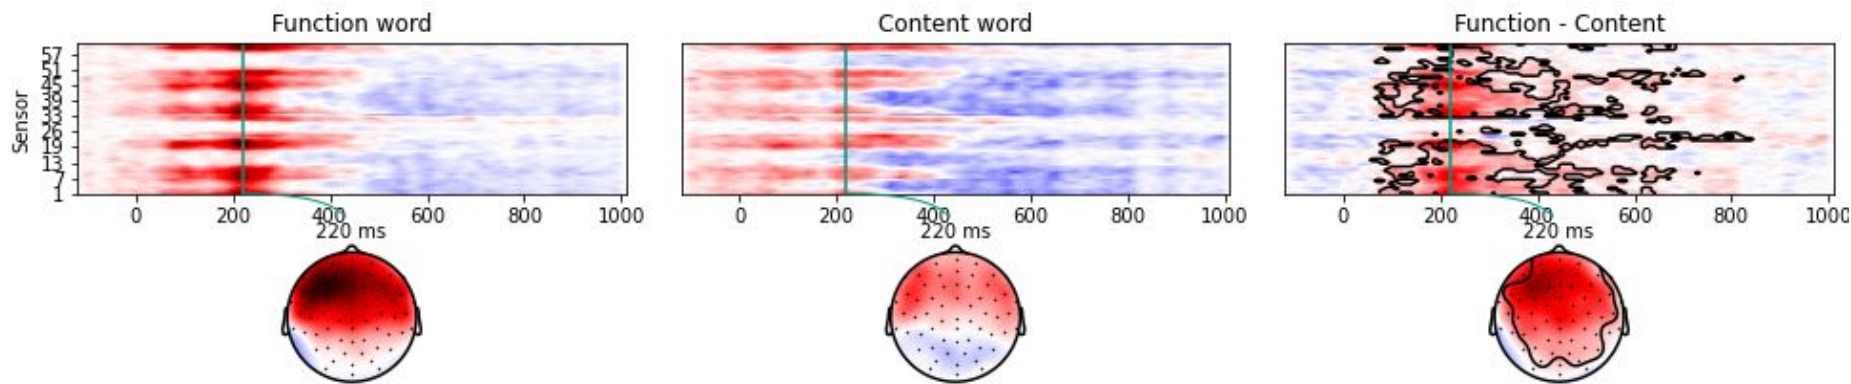 Function word
Content word
Function - Content
Sensor
57
51
45
39
33
26
19
13
7
1
0 200 400 600 800 1000
0 200 400 600 800 1000
0 200 400 600 800 1000
220 ms
220 ms
220 ms